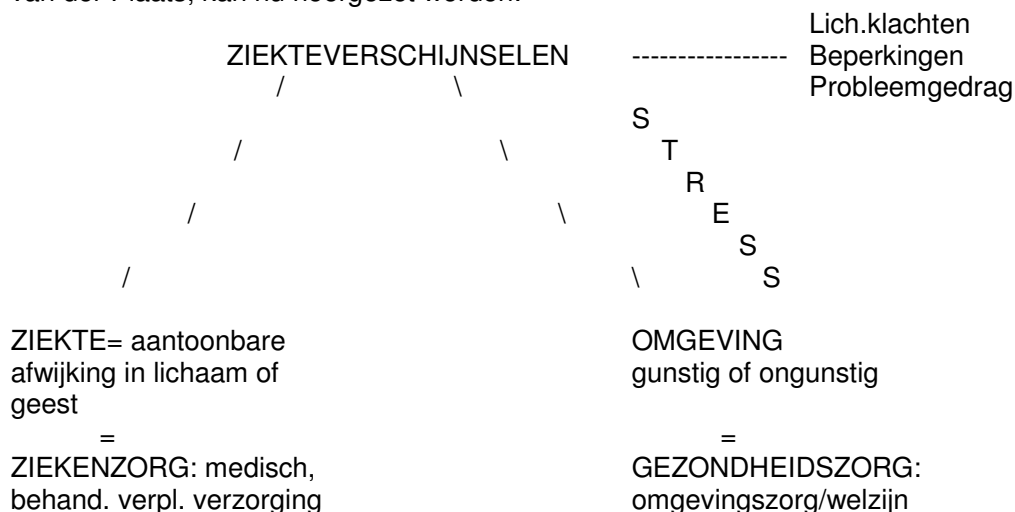 van der Plaats, kan nu neergezet worden:
Lich.klachten
ZIEKTEVERSCHIJNSELEN ----------------- Beperkingen
/ \ Probleemgedrag
S
/ \ T
R
/ \ E
S
/ \ S
ZIEKTE= aantoonbare OMGEVING
afwijking in lichaam of gunstig of ongunstig
geest
= =
ZIEKENZORG: medisch, GEZONDHEIDSZORG:
behand. verpl. verzorging omgevingszorg/welzijn